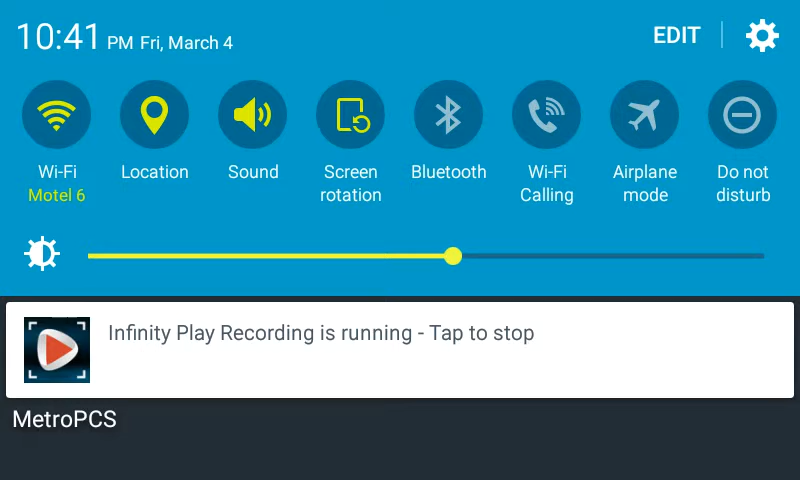 10:41 PM Fri, March 4 EDIT
Wi-Fi Location Sound Screen Bluetooth Wi-Fi Airplane Do not
Motel 6 rotation Calling mode disturb
Infinity Play Recording is running - Tap to stop
MetroPCS